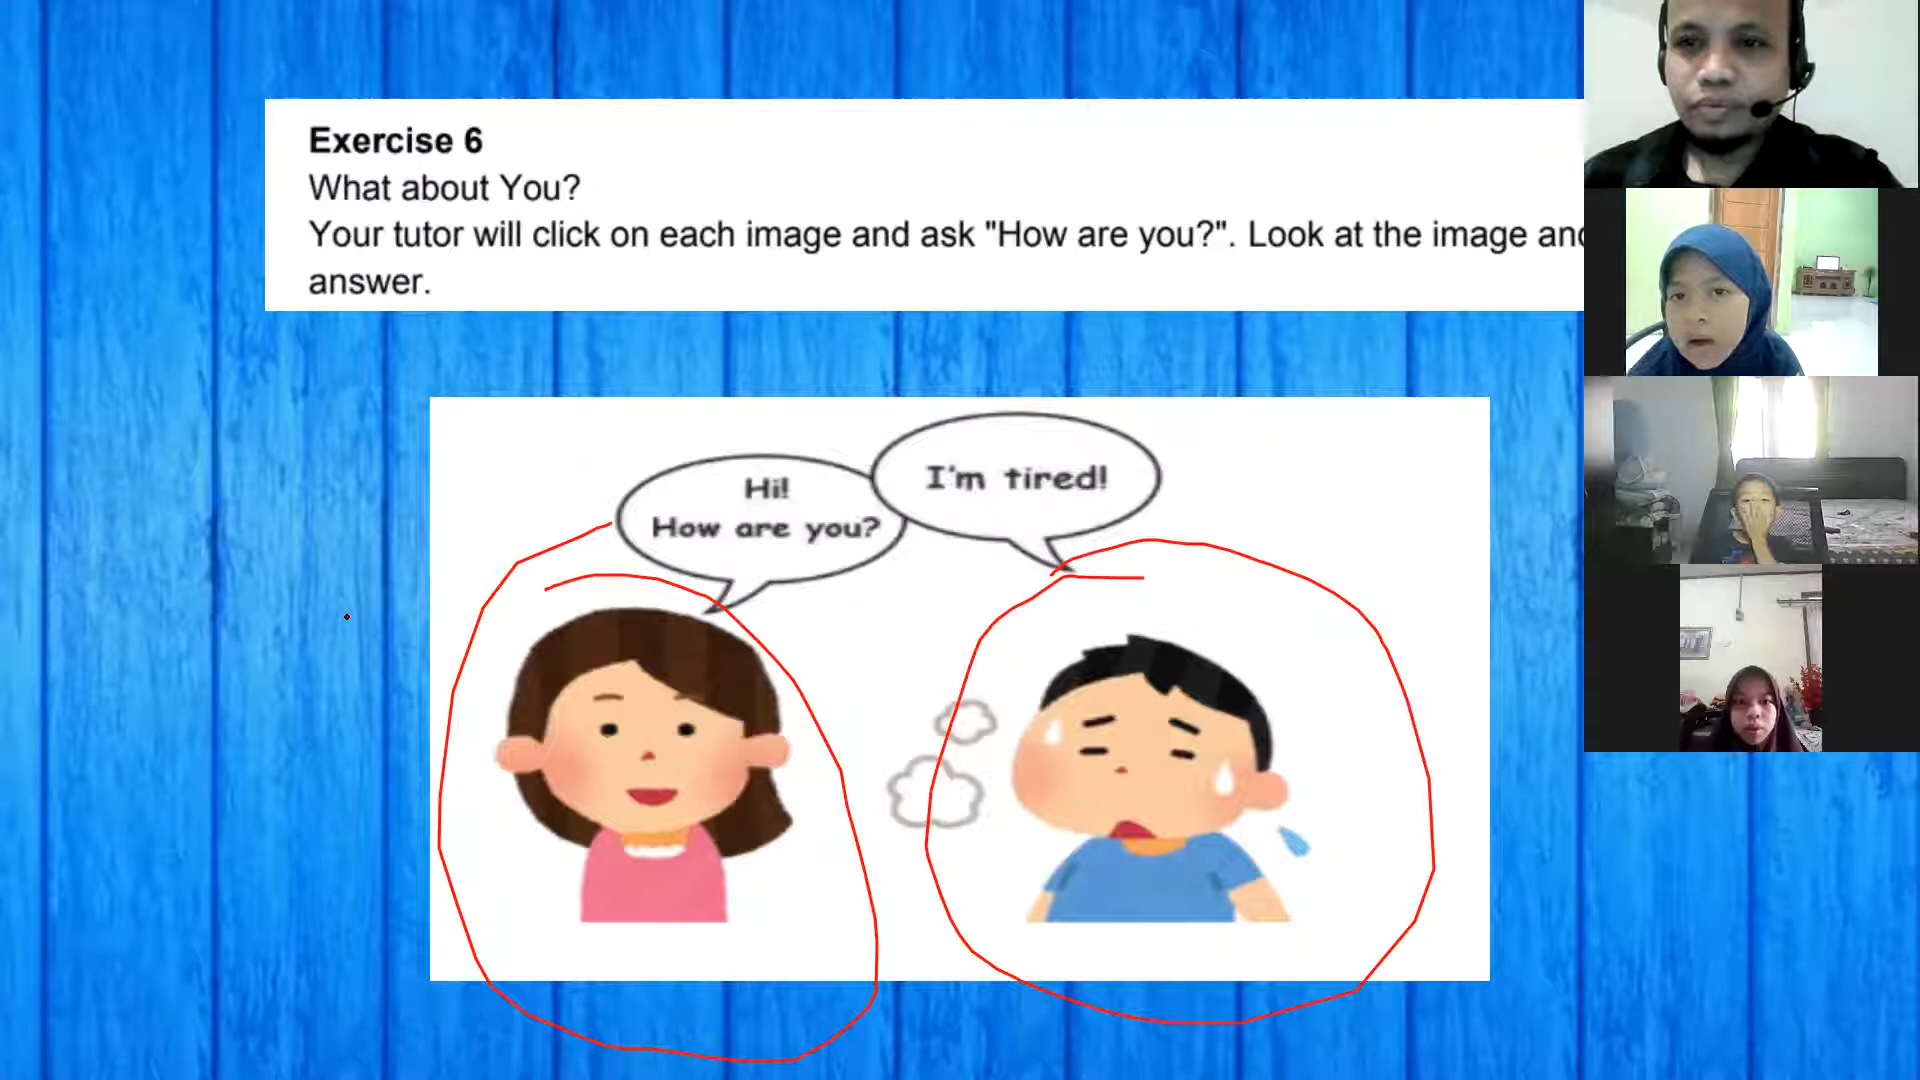 Exercise 6
What about You?
Your tutor will click on each image and ask "How are you?". Look at the image and
answer.
Hi!
How are you?
I'm tired!